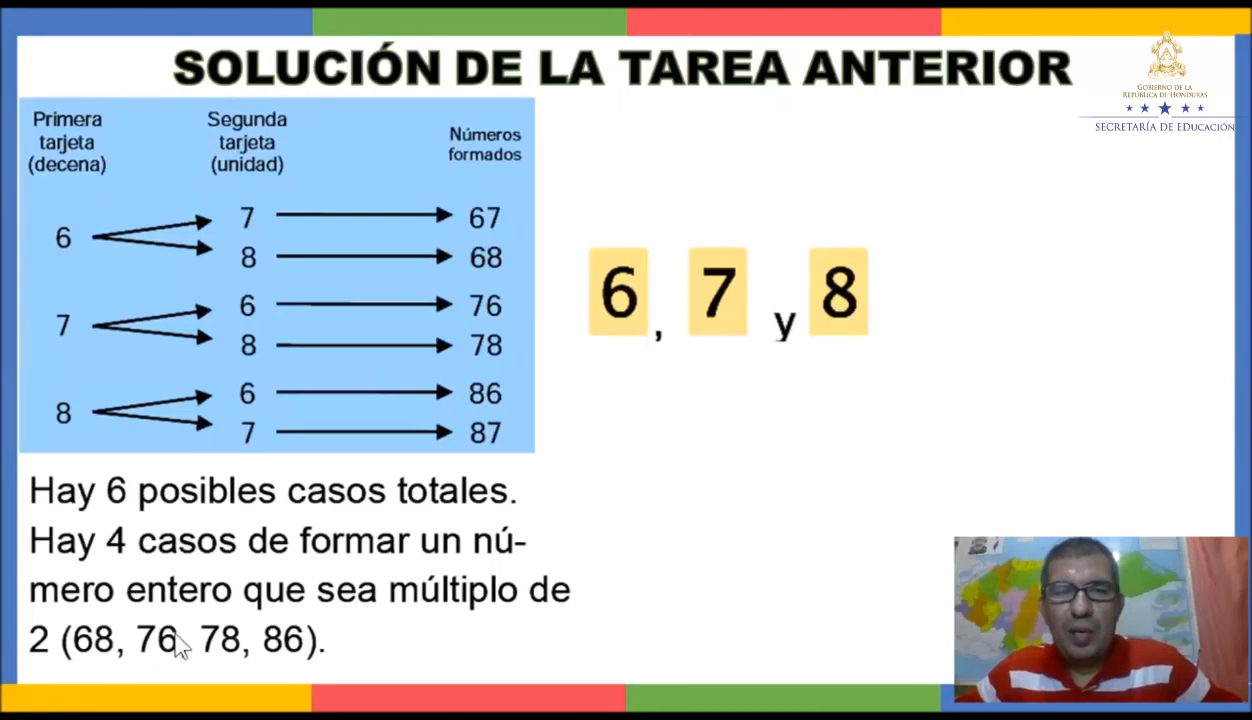 SOLUCIÓN DE LA TAREA ANTERIOR
GOBIERNO DE LA
REPÚBLICA DE HONDURAS
SECRETARÍA DE EDUCACIÓN
Primera
tarjeta
(decena)
Segunda
tarjeta
(unidad)
Números
formados
6
7
67
8
68
7
6
76
8
78
8
6
86
7
87
6, 7 y 8
Hay 6 posibles casos totales.
Hay 4 casos de formar un nú-
mero entero que sea múltiplo de
2 (68, 76, 78, 86).